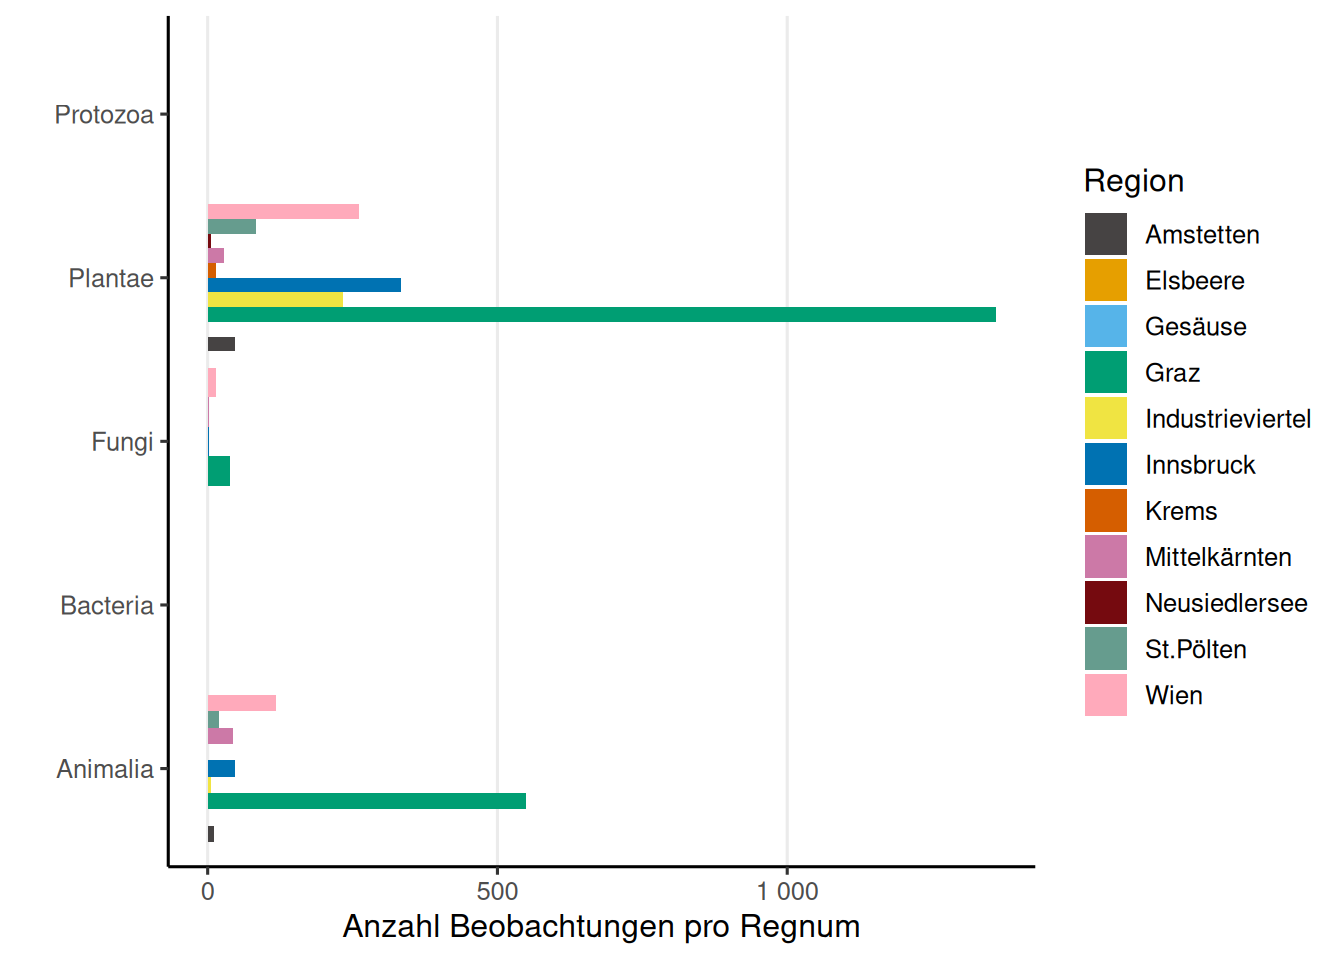 Protozoa
Plantae
Fungi
Bacteria
Animalia
0
500
1 000
Anzahl Beobachtungen pro Regnum
Region
Amstetten
Elsbeere
Gesäuse
Graz
Industrieviertel
Innsbruck
Krems
Mittelkärnten
Neusiedlersee
St.Pölten
Wien